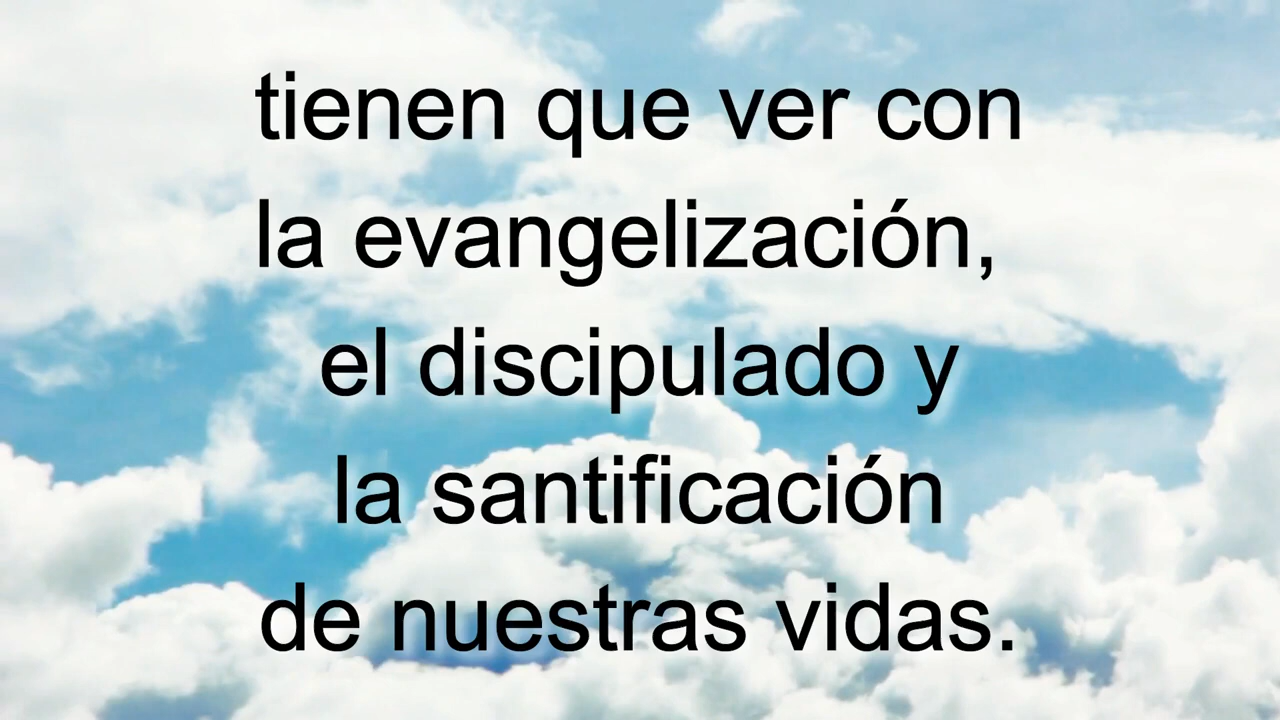 tienen que ver con
la evangelización,
el discipulado y
la santificación
de nuestras vidas.